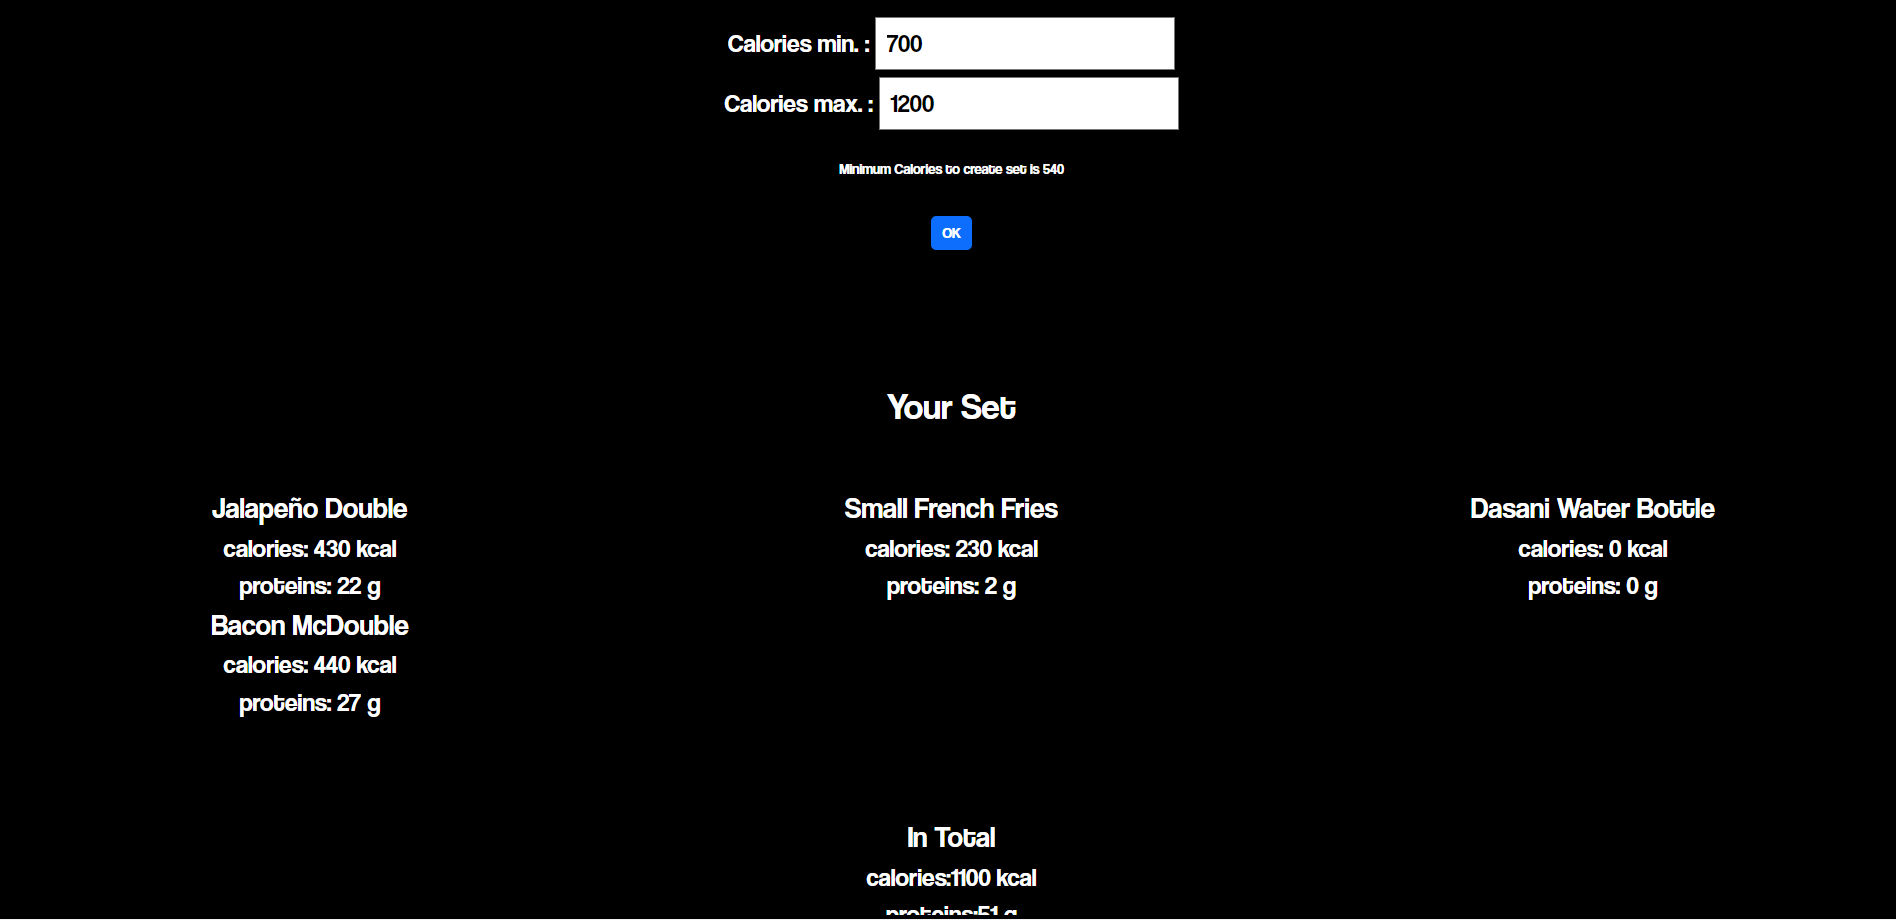 Calories min. : 700
Calories max. : 1200
Minimum Calories to create set is 540
OK
Your Set
Jalapeño Double
calories: 430 kcal
proteins: 22 g
Bacon McDouble
calories: 440 kcal
proteins: 27 g
Small French Fries
calories: 230 kcal
proteins: 2 g
Dasani Water Bottle
calories: 0 kcal
proteins: 0 g
In Total
calories:1100 kcal
proteins:51 g